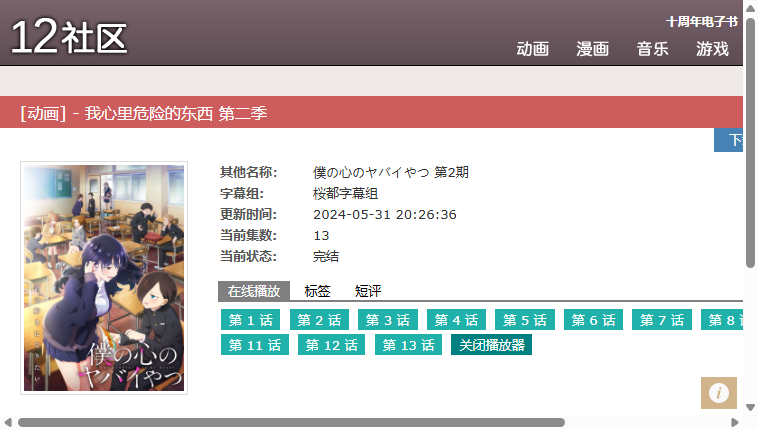 12社区
十周年电子书
动画 漫画 音乐 游戏
[动画] - 我心里危险的东西 第二季
其他名称: 僕の心のヤバイやつ 第2期
字幕组: 桜都字幕组
更新时间: 2024-05-31 20:26:36
当前集数: 13
当前状态: 完结
在线播放 标签 短评
第 1 话 第 2 话 第 3 话 第 4 话 第 5 话 第 6 话 第 7 话 第 8
第 11 话 第 12 话 第 13 话 关闭播放器
僕の心の
ヤバイやつ